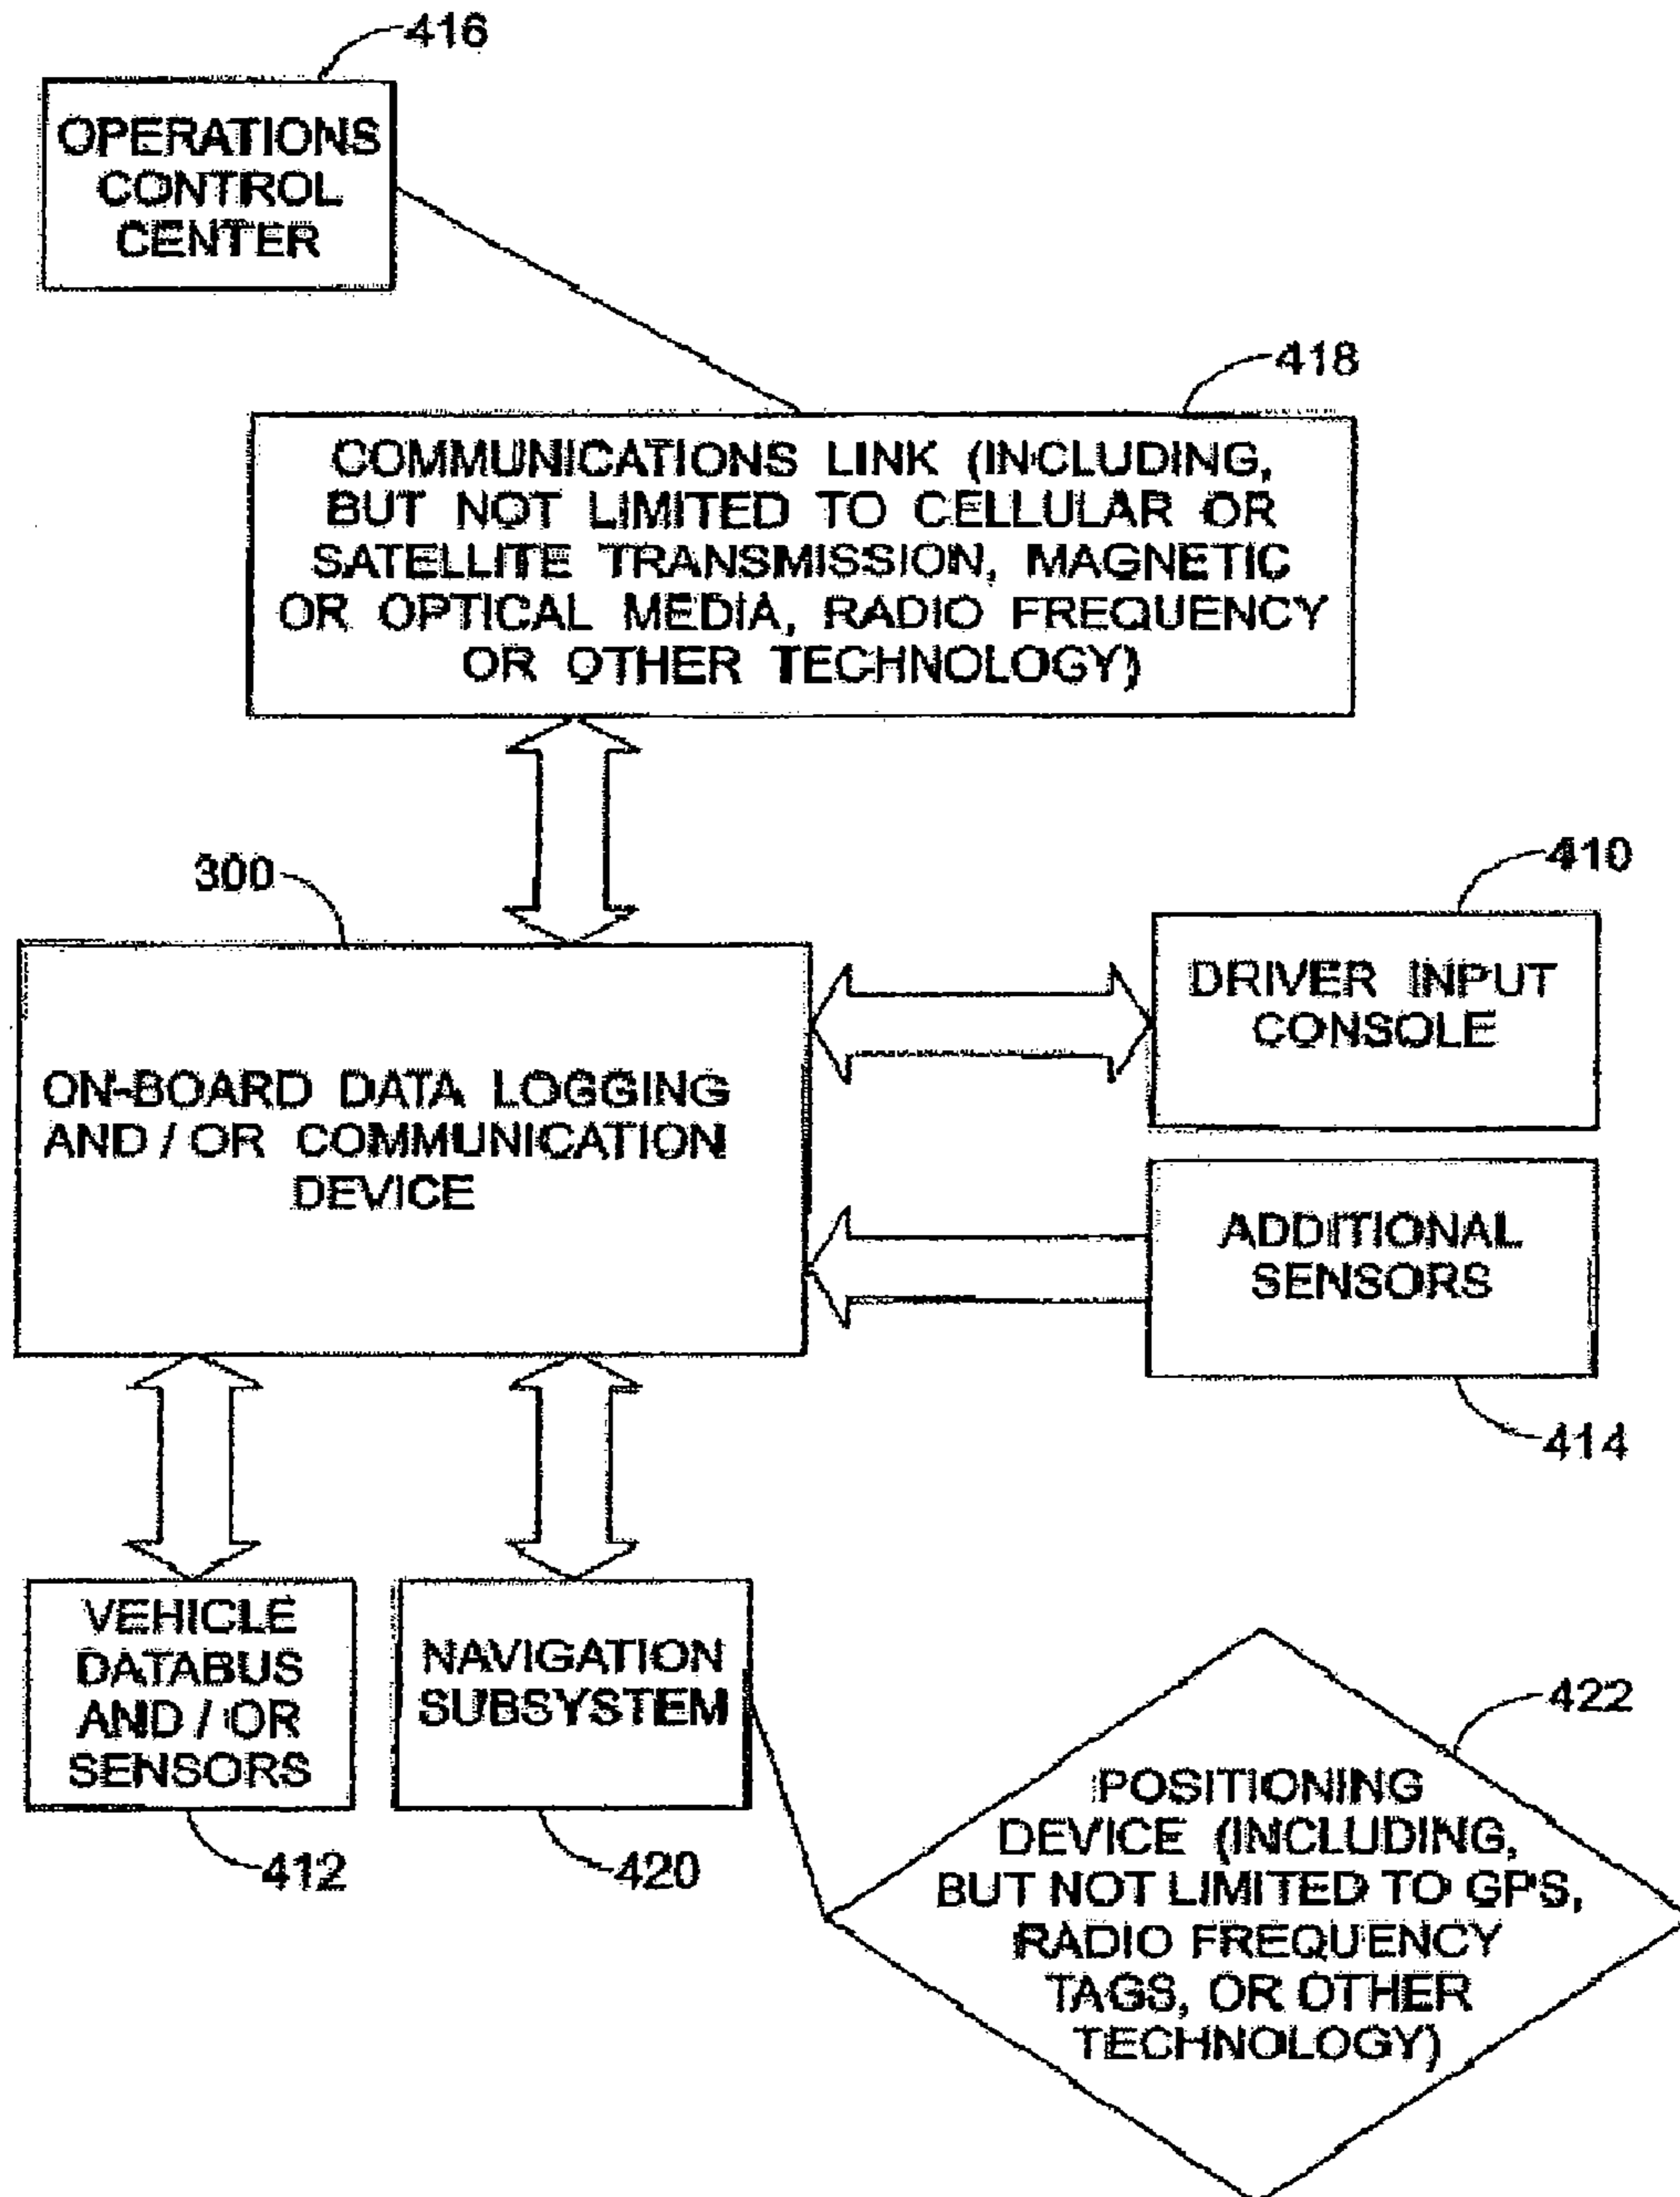 416
OPERATIONS
CONTROL
CENTER
418
COMMUNICATIONS LINK (INCLUDING,
BUT NOT LIMITED TO CELLULAR OR
SATELLITE TRANSMISSION, MAGNETIC
OR OPTICAL MEDIA, RADIO FREQUENCY
OR OTHER TECHNOLOGY)
300
410
ON-BOARD DATA LOGGING
AND / OR COMMUNICATION
DEVICE
DRIVER INPUT
CONSOLE
ADDITIONAL
SENSORS
414
VEHICLE
DATABUS
AND / OR
SENSORS
412
NAVIGATION
SUBSYSTEM
420
422
POSITIONING
DEVICE (INCLUDING,
BUT NOT LIMITED TO GPS,
RADIO FREQUENCY
TAGS, OR OTHER
TECHNOLOGY)